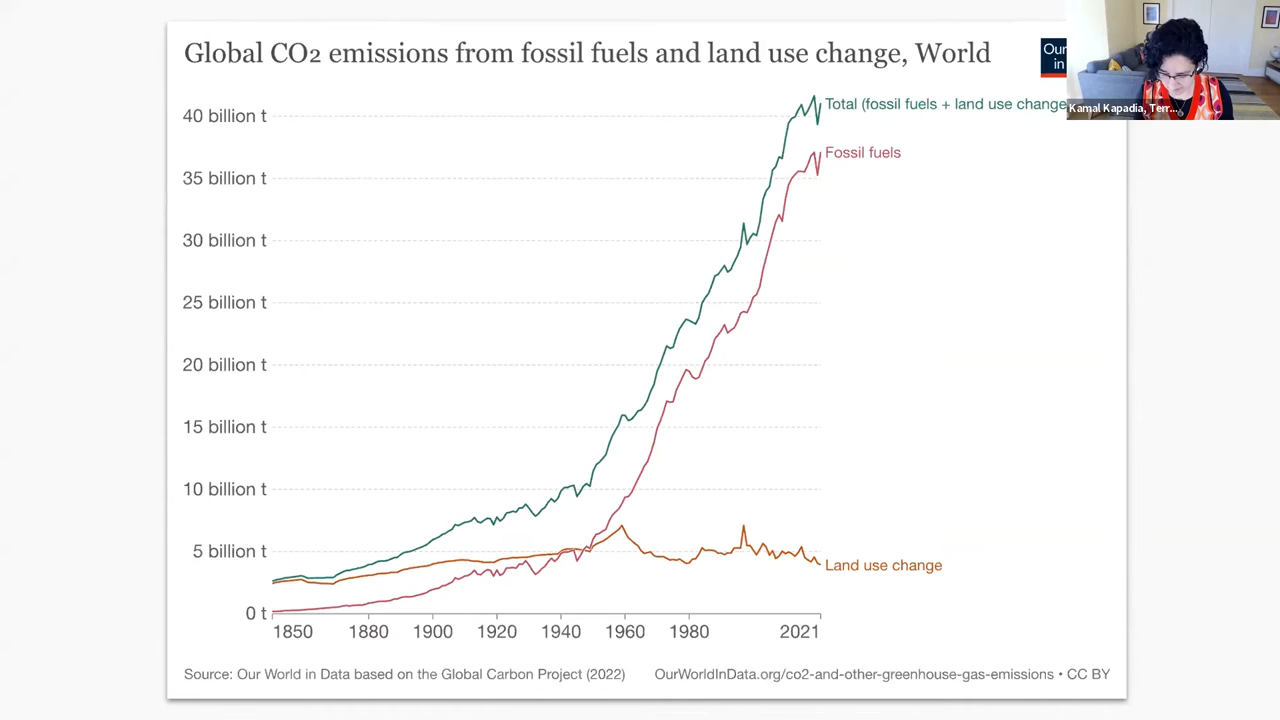 Global CO2 emissions from fossil fuels and land use change, World
Our
in
Kamal Kapadia, Terr...
Total (fossil fuels + land use change
Fossil fuels
Land use change
40 billion t
35 billion t
30 billion t
25 billion t
20 billion t
15 billion t
10 billion t
5 billion t
0 t
1850 1880 1900 1920 1940 1960 1980 2021
Source: Our World in Data based on the Global Carbon Project (2022) OurWorldInData.org/co2-and-other-greenhouse-gas-emissions • CC BY